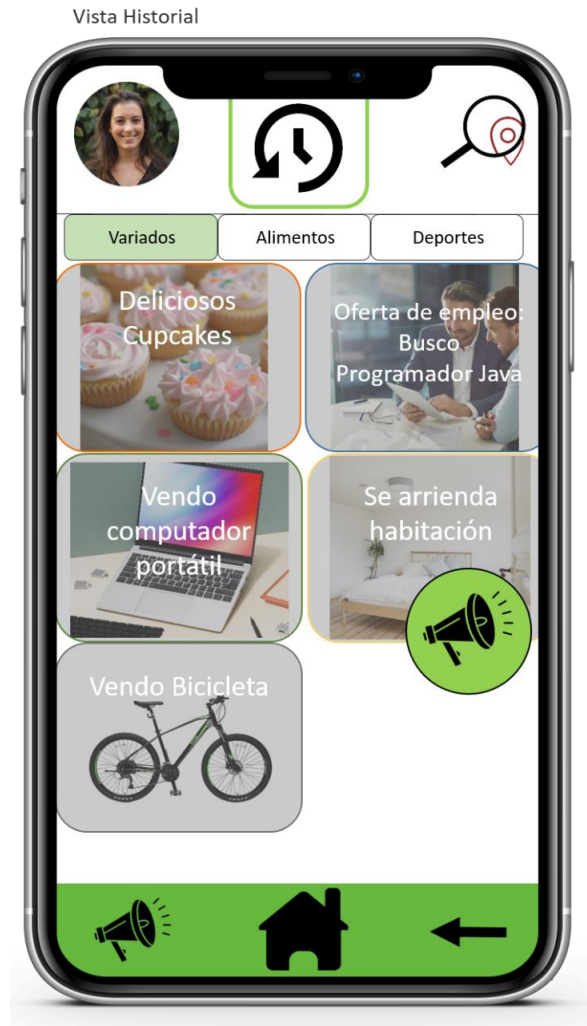 Vista Historial
Variados
Alimentos
Deportes
Deliciosos
Cupcakes
Oferta de empleo:
Busco
Programador Java
Vendo
computador
portátil
Se arrienda
habitación
Vendo Bicicleta